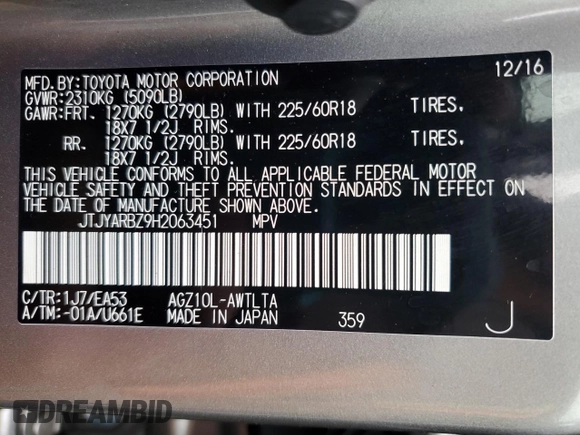 MFD.BY:TOYOTA MOTOR CORPORATION 12/16
GVWR:2310KG (5090LB)
GAWR:FRT. 1270KG (2790LB) WITH 225/60R18 TIRES.
18X7 1/2J RIMS.
RR. 1270KG (2790LB) WITH 225/60R18 TIRES.
18X7 1/2J RIMS.
THIS VEHICLE CONFORMS TO ALL APPLICABLE FEDERAL MOTOR
VEHICLE SAFETY AND THEFT PREVENTION STANDARDS IN EFFECT ON
THE DATE OF MANUFACTURE SHOWN ABOVE.
JTJYARBZ9H2063451 MPV
C/TR:1J7/EA53 AGZ10L-AWTLTA
A/TM:-01A/U661E MADE IN JAPAN 359 J
DREAMBID